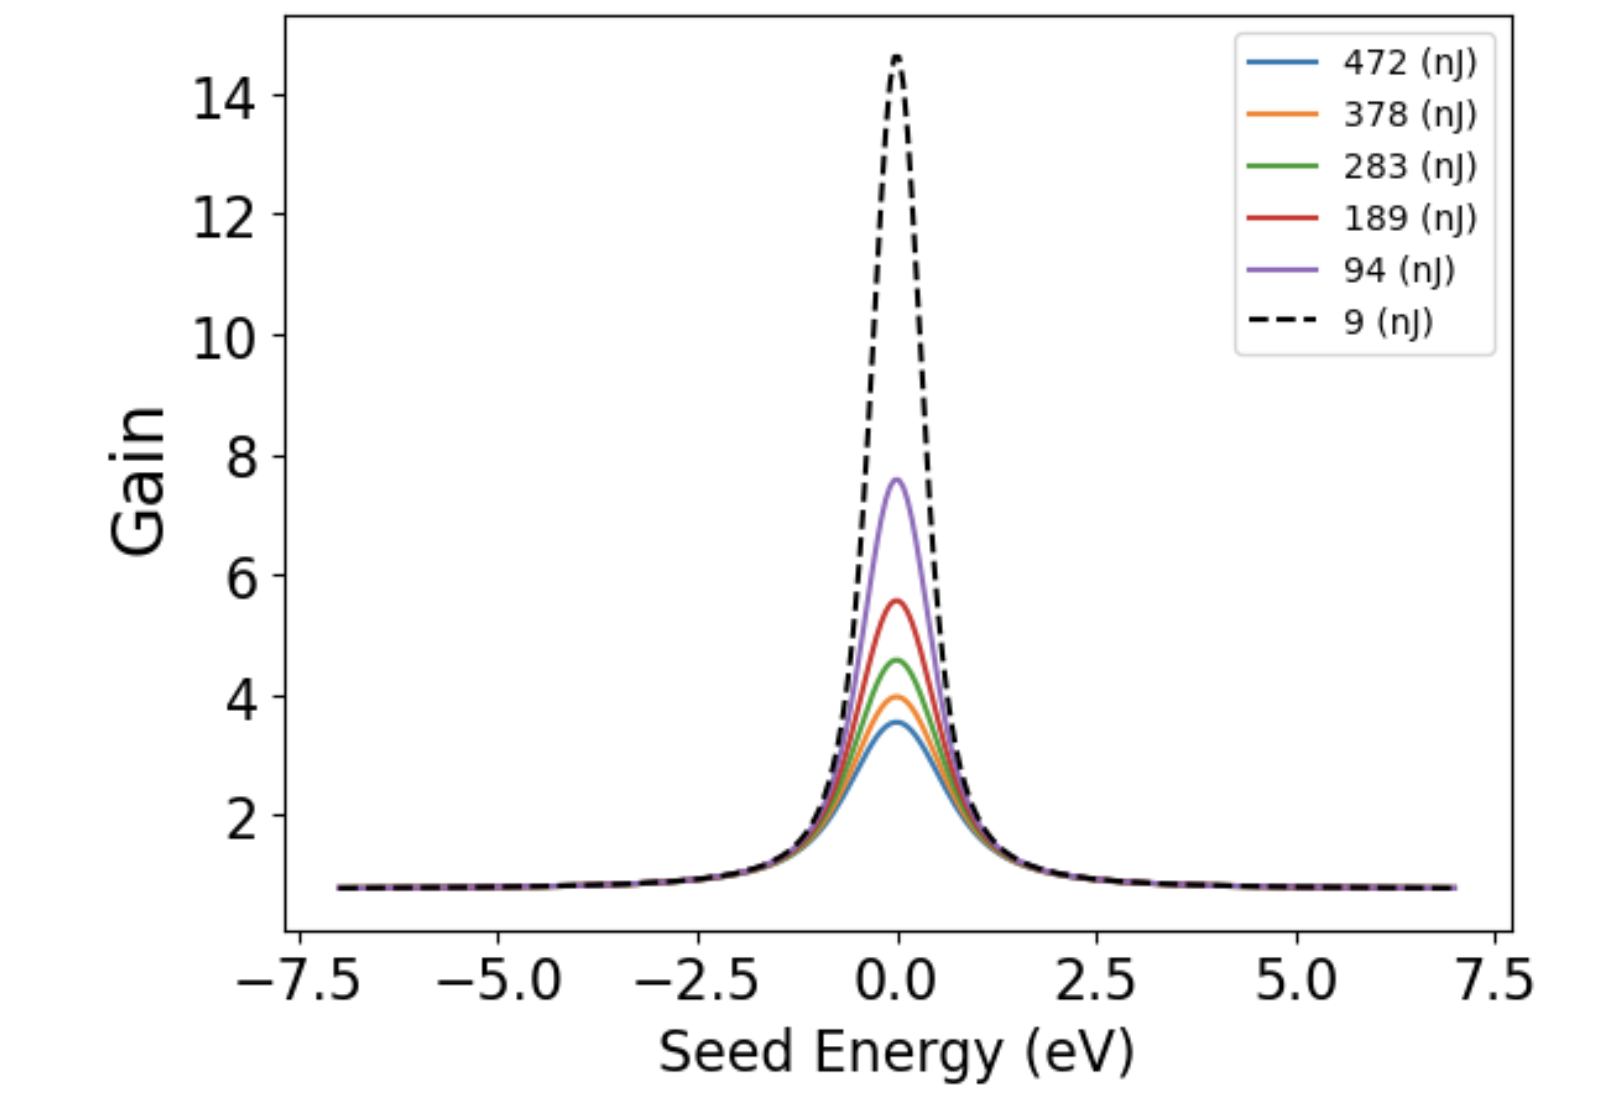 14
12
10
8
6
4
2
Gain
472 (nJ)
378 (nJ)
283 (nJ)
189 (nJ)
94 (nJ)
9 (nJ)
−7.5 −5.0 −2.5 0.0 2.5 5.0 7.5
Seed Energy (eV)